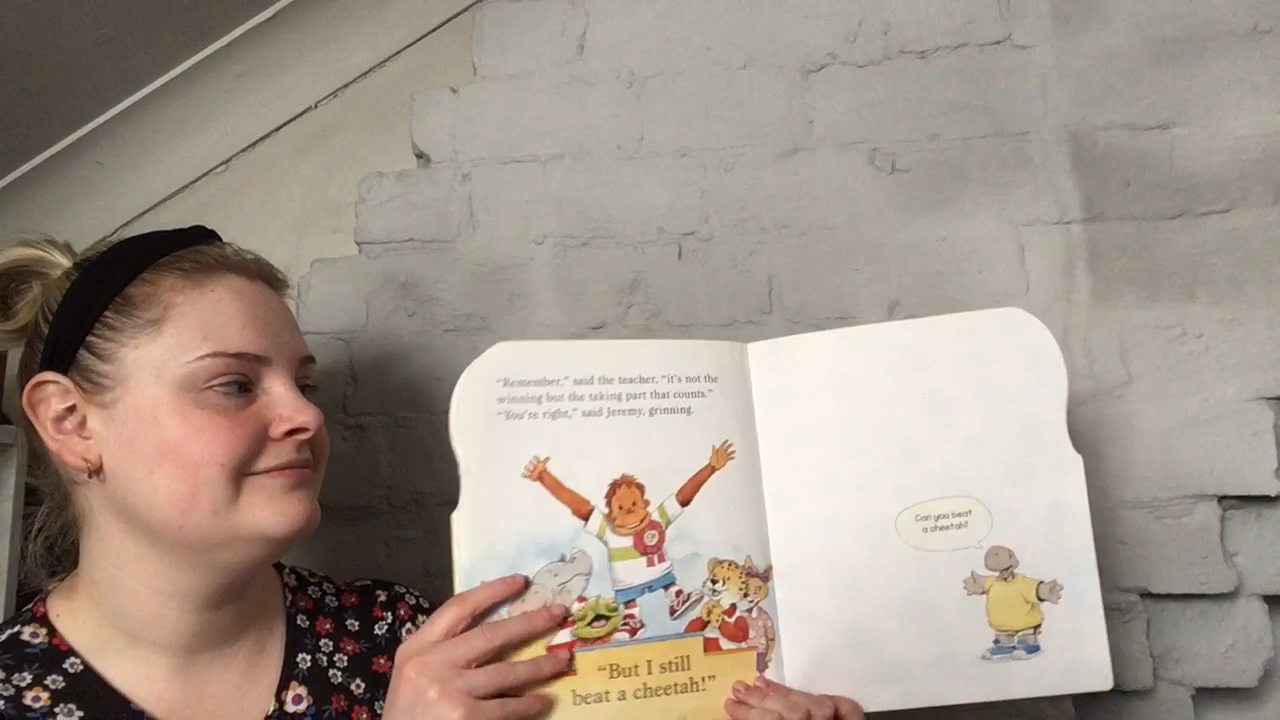 “Remember,” said the teacher, “it's not the
winning but the taking part that counts.”
“You're right,” said Jeremy, grinning.
“But I still
beat a cheetah!”
Can you beat
a cheetah?